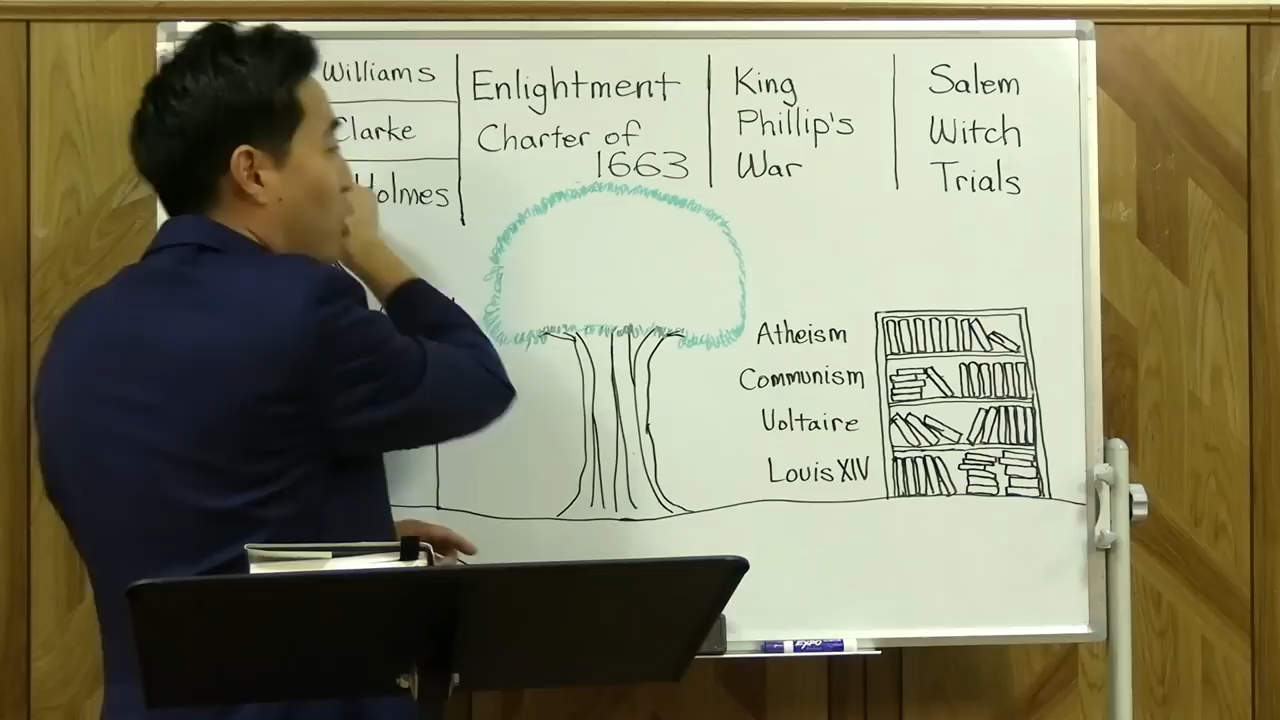 Williams
Clarke
Holmes
Enlightment
Charter of
1663
King
Phillip's
War
Salem
Witch
Trials
Atheism
Communism
Voltaire
Louis XIV
EXPO